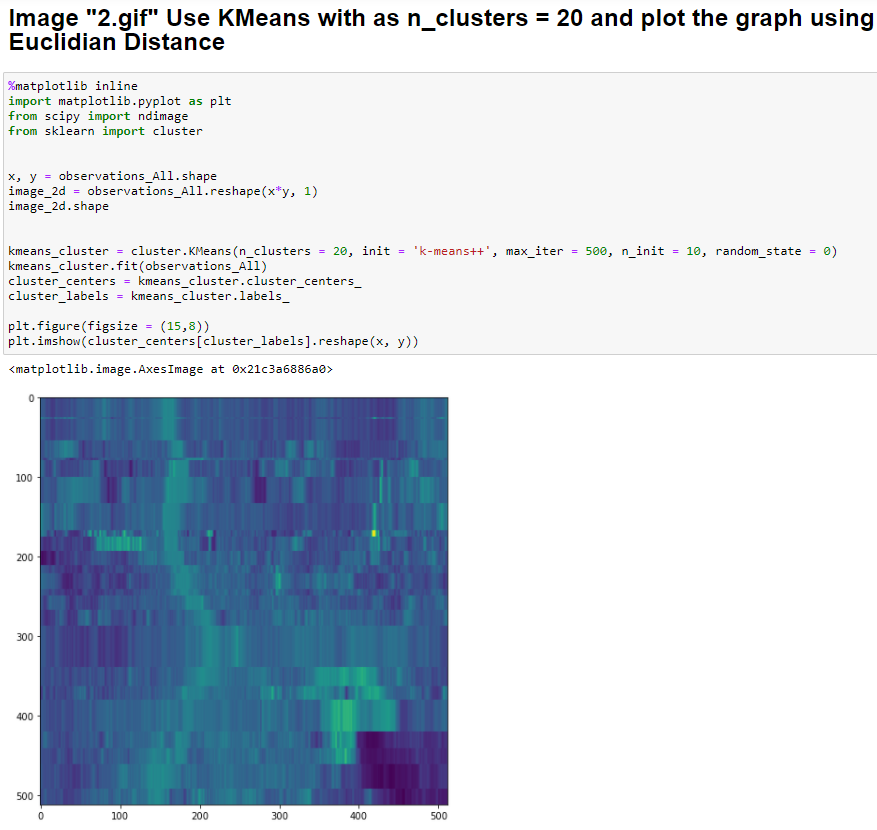 Image "2.gif" Use KMeans with as n_clusters = 20 and plot the graph using
Euclidian Distance
%matplotlib inline
import matplotlib.pyplot as plt
from scipy import ndimage
from sklearn import cluster
x, y = observations_All.shape
image_2d = observations_All.reshape(x*y, 1)
image_2d.shape
kmeans_cluster = cluster.KMeans(n_clusters = 20, init = 'k-means++', max_iter = 500, n_init = 10, random_state = 0)
kmeans_cluster.fit(observations_All)
cluster_centers = kmeans_cluster.cluster_centers_
cluster_labels = kmeans_cluster.labels_
plt.figure(figsize = (15,8))
plt.imshow(cluster_centers[cluster_labels].reshape(x, y))
<matplotlib.image.AxesImage at 0x21c3a6886a0>
0
100
200
300
400
500
0 100 200 300 400 500